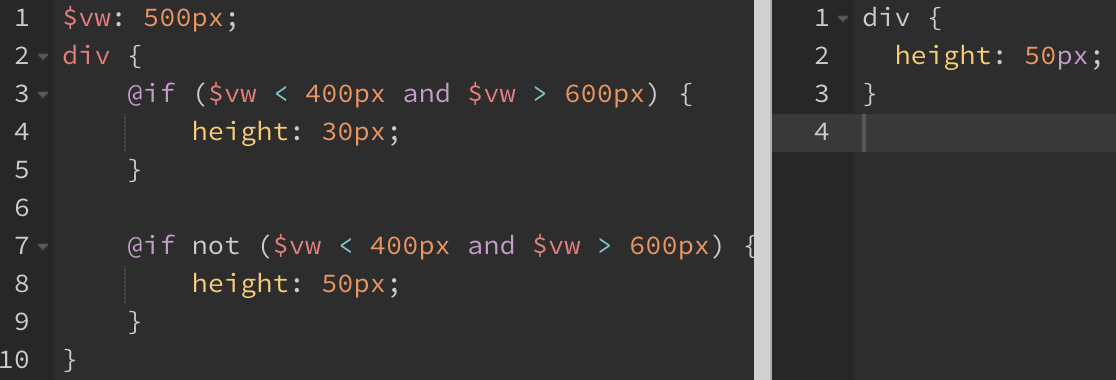 1 $vw: 500px;
2 div {
3 @if ($vw < 400px and $vw > 600px) {
4 height: 30px;
5 }
6
7 @if not ($vw < 400px and $vw > 600px) {
8 height: 50px;
9 }
10 }
1 div {
2 height: 50px;
3 }
4